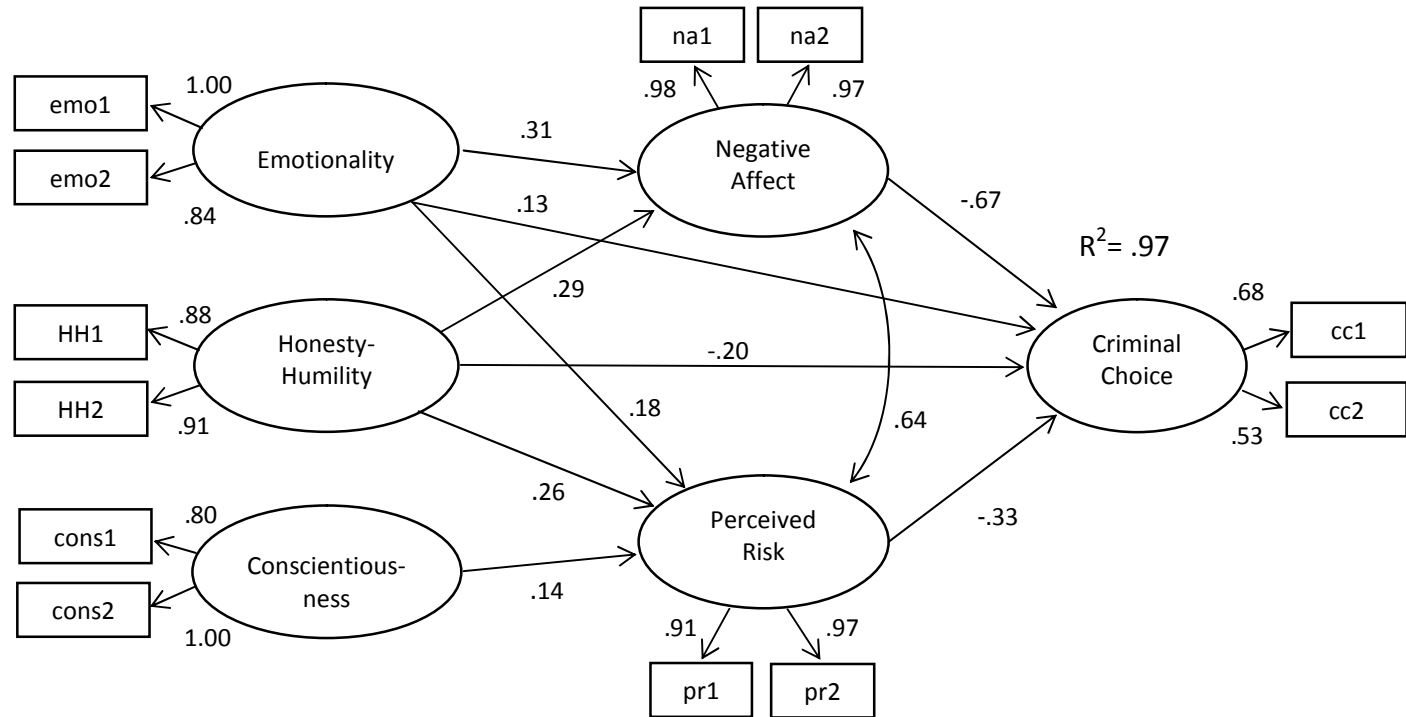 na1
na2
.98
.97
1.00
emo1
emo2
.84
Emotionality
.31
.13
Negative
Affect
-.67
R²= .97
.29
.88
HH1
HH2
.91
Honesty-
Humility
-.20
.18
.26
.64
Criminal
Choice
.68
cc1
cc2
.53
.80
cons1
cons2
1.00
Conscientious-
ness
.14
Perceived
Risk
-.33
.91
.97
pr1
pr2